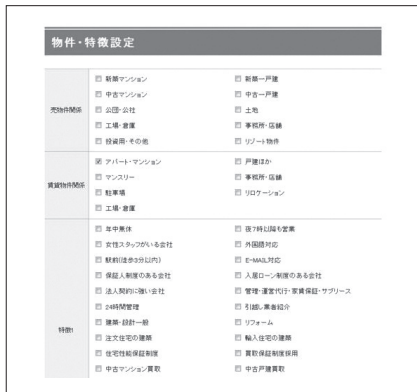 物件・特徴設定
売物件関係
新築マンション 新築一戸建
中古マンション 中古一戸建
公団・公社 土地
工場・倉庫 事務所・店舗
投資用・その他 リゾート物件
賃貸物件関係
アパート・マンション 戸建ほか
マンスリー 事務所・店舗
駐車場 リロケーション
工場・倉庫
特徴1
年中無休 夜7時以降も営業
女性スタッフがいる会社 外国語対応
駅前(徒歩3分以内) E-MAIL対応
保証人制度のある会社 入居ローン制度のある会社
法人契約に強い会社 管理・運営代行・家賃保証・サブリース
24時間管理 引越し業者紹介
建築・設計一般 リフォーム
注文住宅の建築 輸入住宅の建築
住宅性能保証制度 買取保証制度採用
中古マンション買取 中古戸建買取